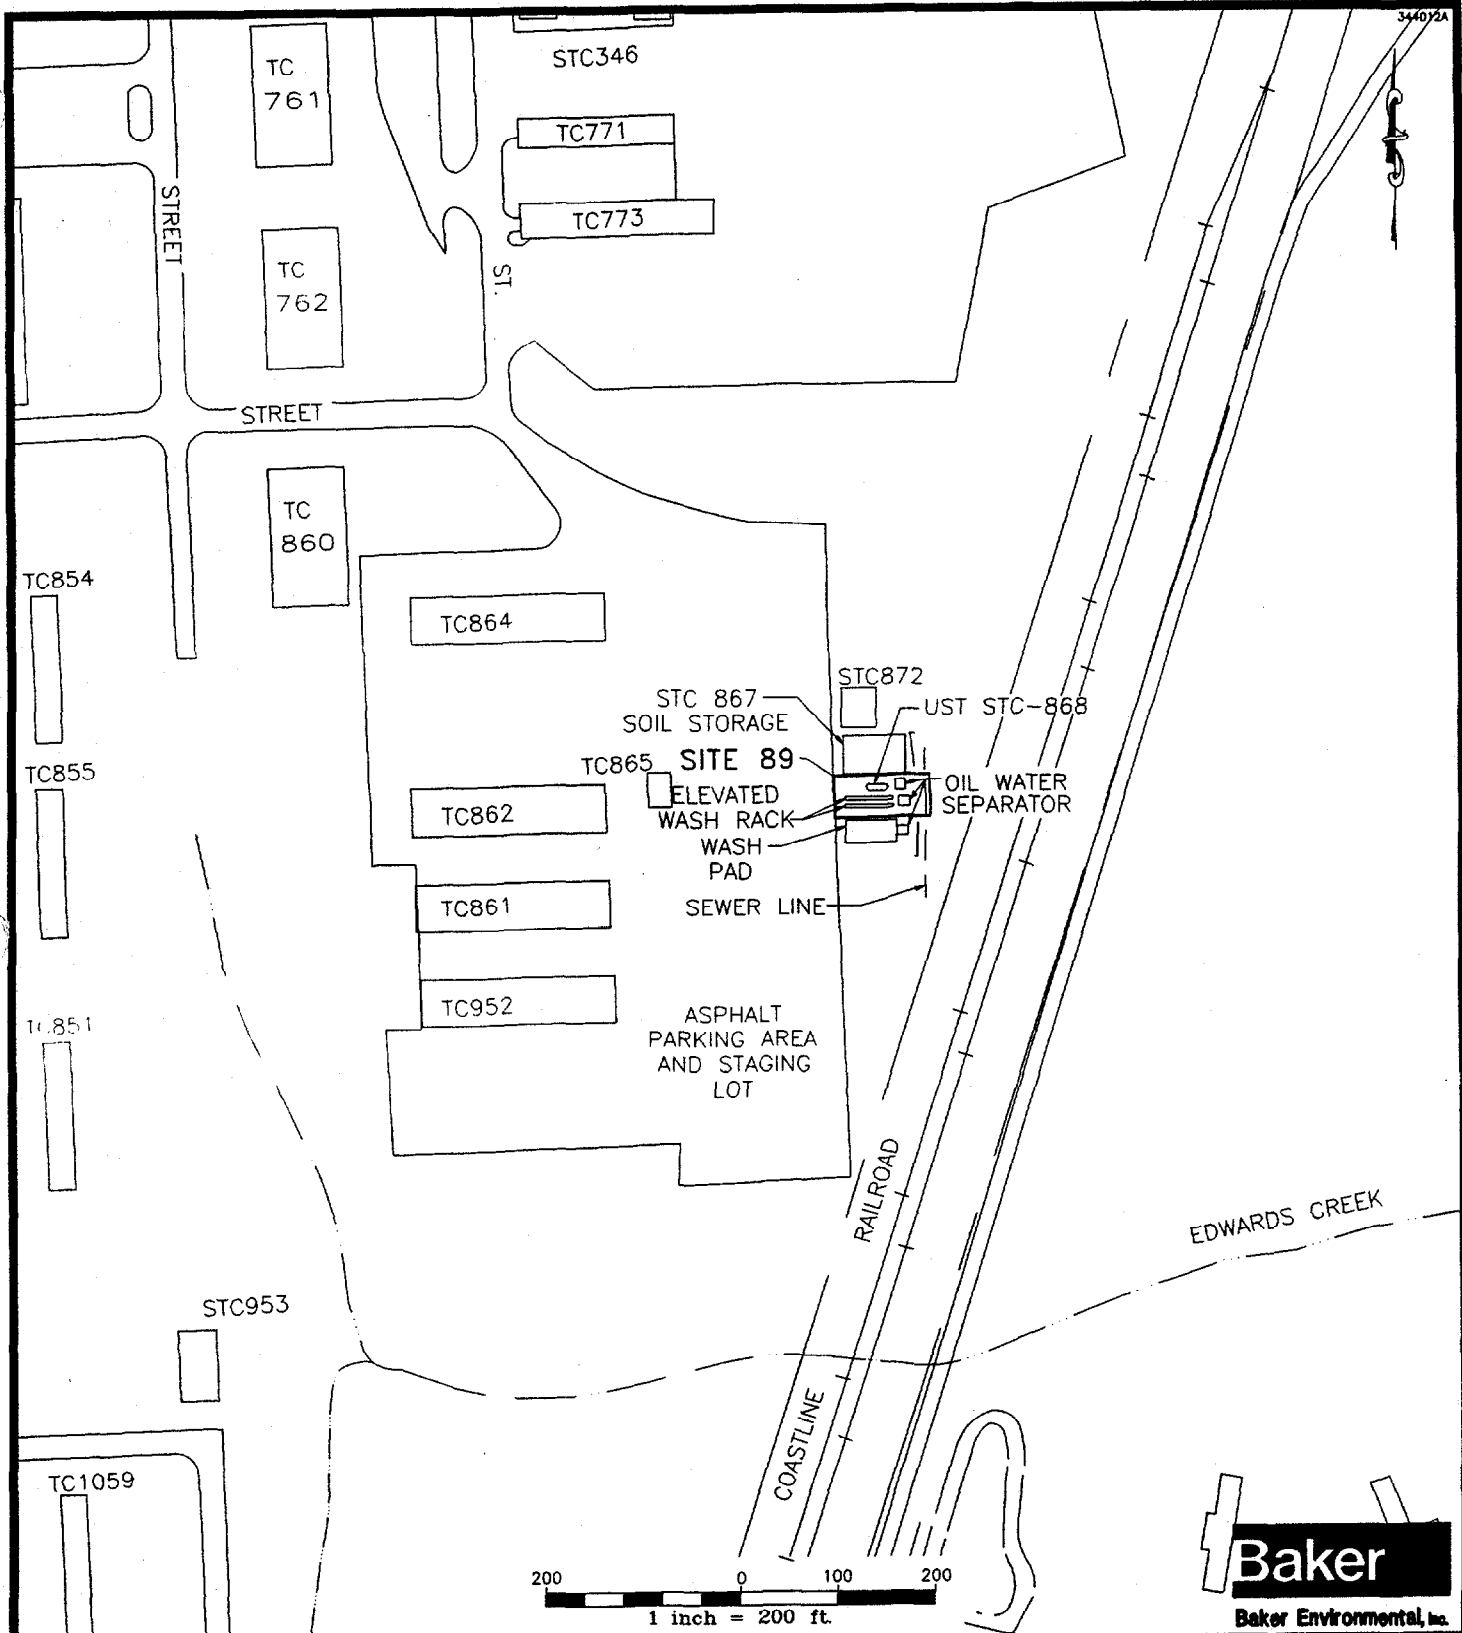 344012A
STC346
TC
761
TC771
STREET
TC773
TC
762
ST.
STREET
TC
860
TC854
TC864
STC872
STC 867
SOIL STORAGE
UST STC-868
SITE 89
TC865
TC855
OIL WATER
SEPARATOR
ELEVATED
WASH RACK
TC862
WASH
PAD
SEWER LINE
TC861
TC952
ASPHALT
PARKING AREA
AND STAGING
LOT
TC851
RAILROAD
EDWARDS CREEK
STC953
COASTLINE
TC1059
200 0 100 200
1 inch = 200 ft.
Baker
Baker Environmental, Inc.